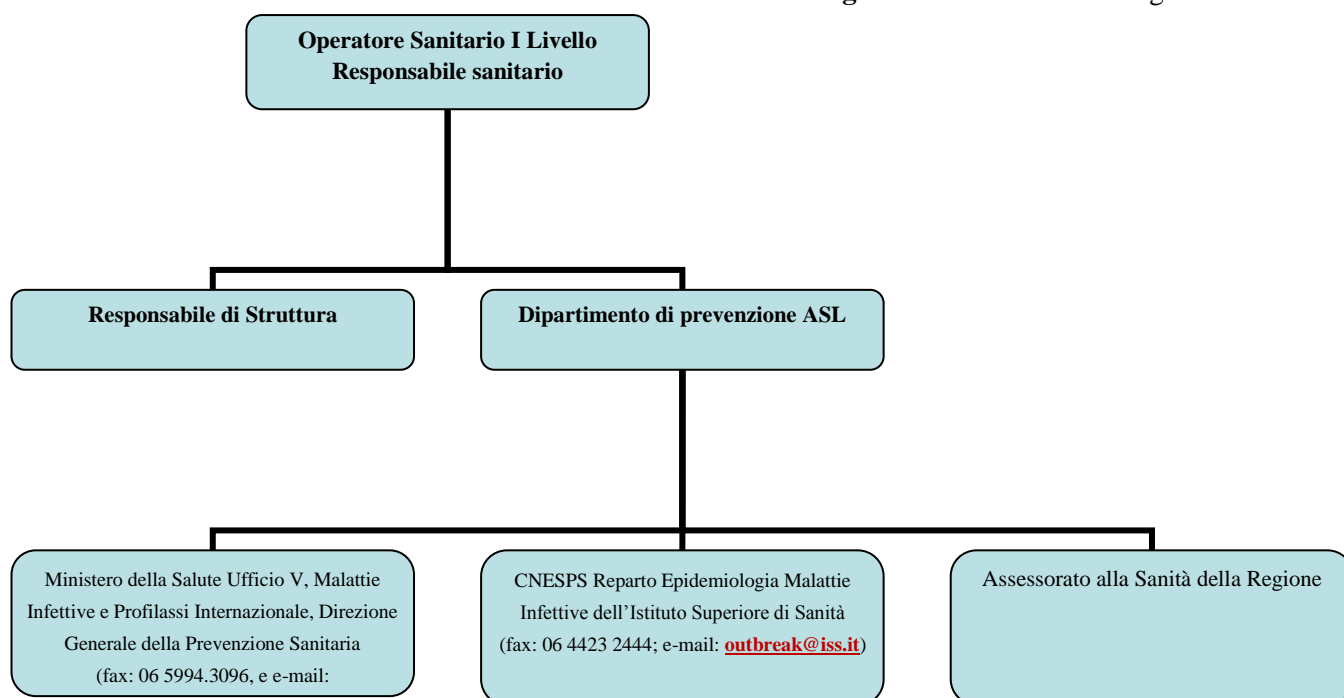 Operatore Sanitario I Livello
Responsabile sanitario
Responsabile di Struttura
Dipartimento di prevenzione ASL
Ministero della Salute Ufficio V, Malattie
Infettive e Profilassi Internazionale, Direzione
Generale della Prevenzione Sanitaria
(fax: 06 5994.3096, e e-mail:
CNESPS Reparto Epidemiologia Malattie
Infettive dell’Istituto Superiore di Sanità
(fax: 06 4423 2444; e-mail: outbreak@iss.it)
Assessorato alla Sanità della Regione